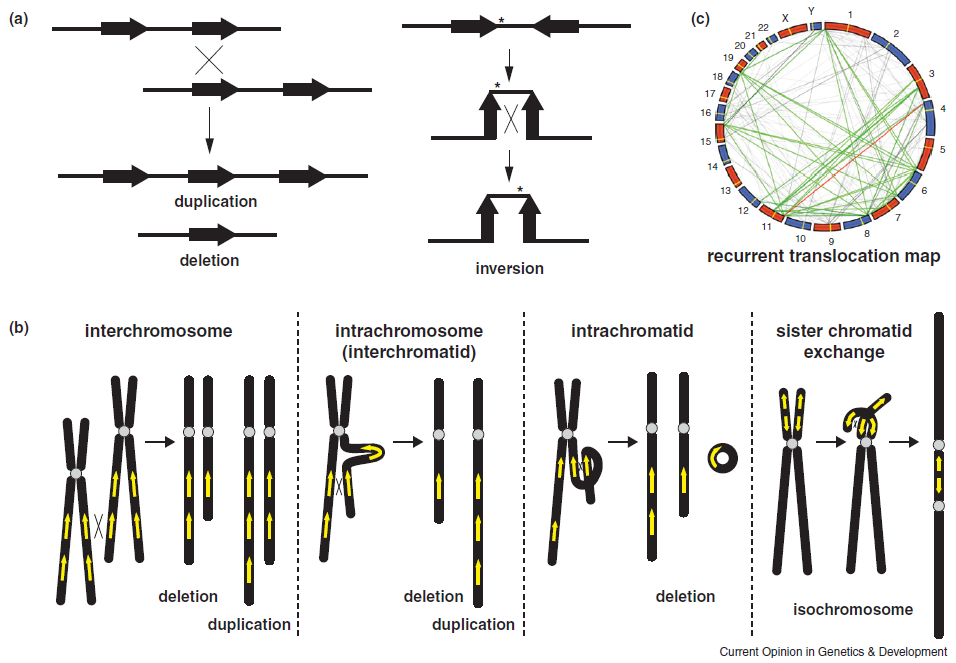 (a)
duplication
deletion
*
*
*
inversion
(c)
1
2
3
4
5
6
7
8
9
10
11
12
13
14
15
16
17
18
19
20
21
22
X
Y
recurrent translocation map
(b)
interchromosome
deletion
duplication
intrachromosome
(interchromatid)
deletion
duplication
intrachromatid
deletion
sister chromatid
exchange
isochromosome
Current Opinion in Genetics & Development